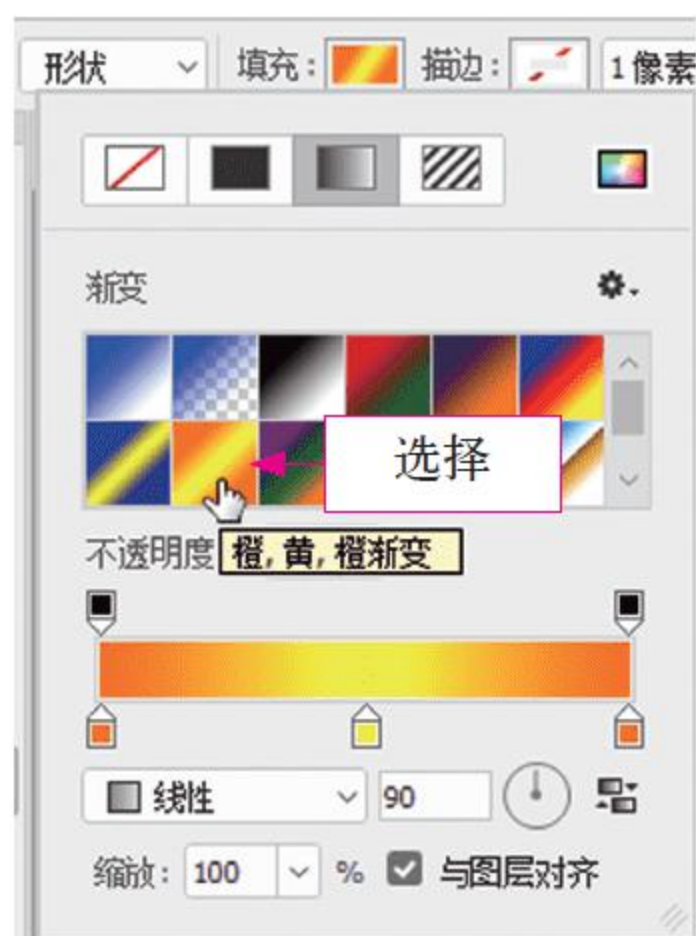 形状 填充: 描边: 1 像素
渐变
选择
不透明度 橙, 黄, 橙渐变
线性 90
缩放: 100 % 与图层对齐